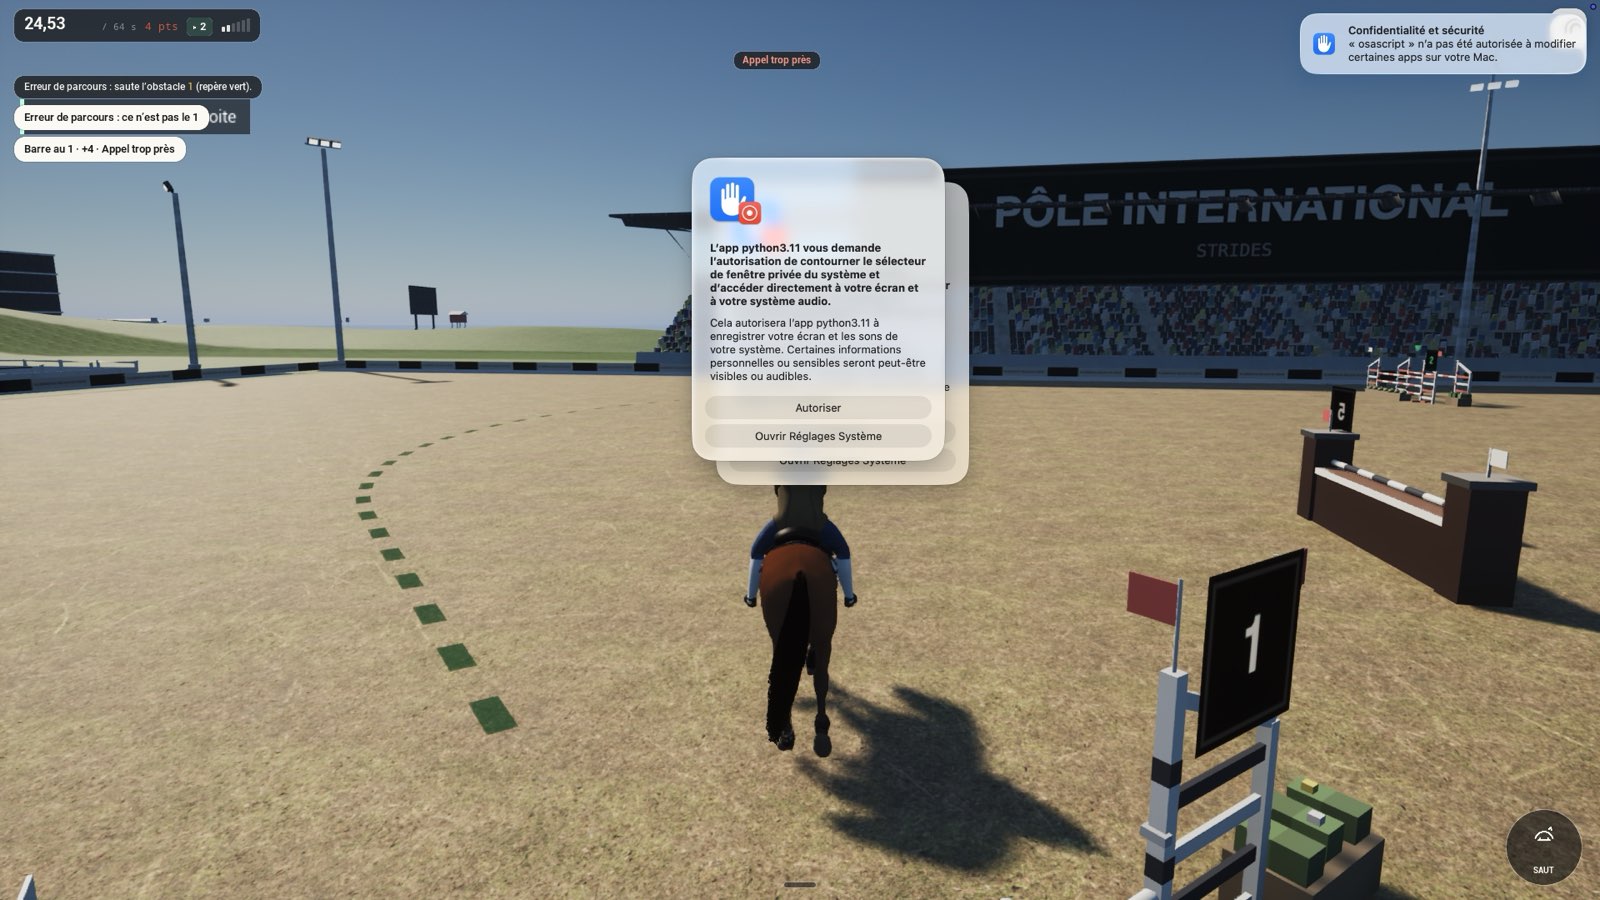 24,53 / 64 s 4 pts ▸ 2
Appel trop près
Erreur de parcours : saute l'obstacle 1 (repère vert).
Erreur de parcours : ce n'est pas le 1
oite
Barre au 1 · +4 · Appel trop près
Confidentialité et sécurité
« osascript » n'a pas été autorisée à modifier
certaines apps sur votre Mac.
L'app python3.11 vous demande
l'autorisation de contourner le sélecteur
de fenêtre privée du système et
d'accéder directement à votre écran et
à votre système audio.
Cela autorisera l'app python3.11 à
enregistrer votre écran et les sons de
votre système. Certaines informations
personnelles ou sensibles seront peut-être
visibles ou audibles.
Autoriser
Ouvrir Réglages Système
r
e
Ouvrir Réglages Système
PÔLE INTERNATIONAL
STRIDES
2
5
1
SAUT